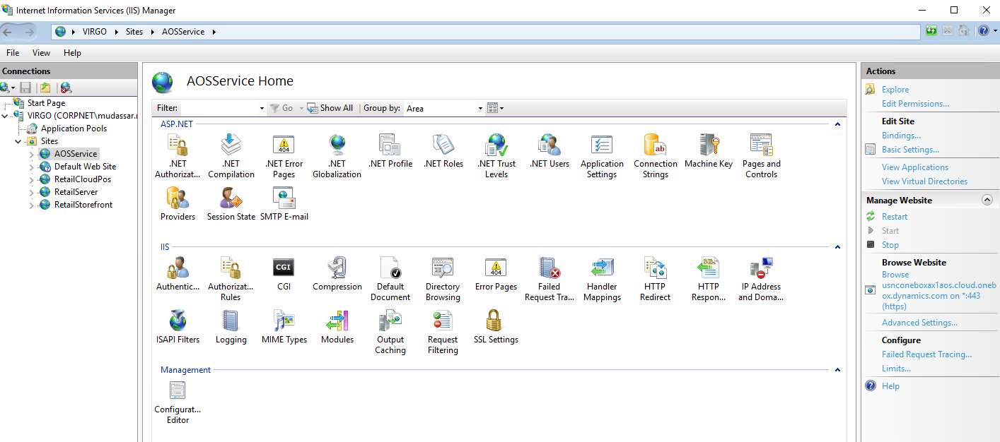 Internet Information Services (IIS) Manager
VIRGO Sites AOSService
File View Help
Connections
Start Page
VIRGO (CORPNET\mudassar.
Application Pools
Sites
AOSService
Default Web Site
RetailCloudPos
RetailServer
RetailStorefront
AOSService Home
Filter: Go Show All Group by: Area
ASP.NET
.NET Authorizat...
.NET Compilation
.NET Error Pages
.NET Globalization
.NET Profile
.NET Roles
.NET Trust Levels
.NET Users
Application Settings
Connection Strings
Machine Key
Pages and Controls
Providers
Session State
SMTP E-mail
IIS
Authentic...
Authorizat... Rules
CGI
Compression
Default Document
Directory Browsing
Error Pages
Failed Request Tra...
Handler Mappings
HTTP Redirect
HTTP Respon...
IP Address and Doma...
ISAPI Filters
Logging
MIME Types
Modules
Output Caching
Request Filtering
SSL Settings
Management
Configurat... Editor
Actions
Explore
Edit Permissions...
Edit Site
Bindings...
Basic Settings...
View Applications
View Virtual Directories
Manage Website
Restart
Start
Stop
Browse Website
Browse
usnconeboxax1aos.cloud.oneb
ox.dynamics.com on *:443
(https)
Advanced Settings...
Configure
Failed Request Tracing...
Limits...
Help